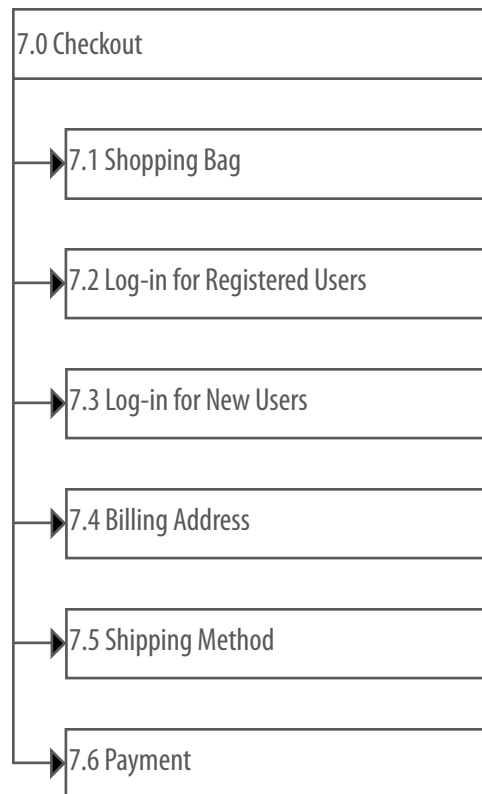 7.0 Checkout
7.1 Shopping Bag
7.2 Log-in for Registered Users
7.3 Log-in for New Users
7.4 Billing Address
7.5 Shipping Method
7.6 Payment